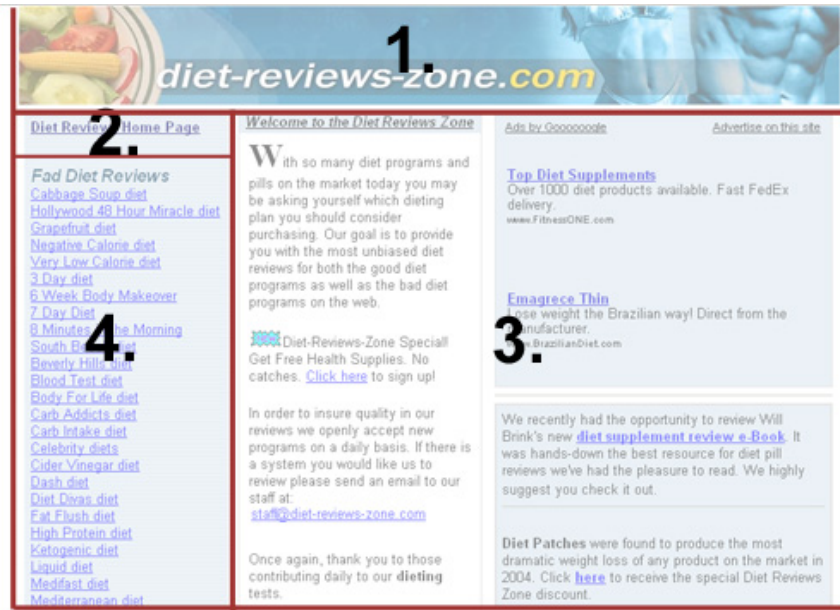 1.
diet-reviews-zone.com
2.
Diet Reviews Home Page
4.
Fad Diet Reviews
Cabbage Soup diet
Hollywood 48 Hour Miracle diet
Grapefruit diet
Negative Calorie diet
Very Low Calorie diet
3 Day diet
6 Week Body Makeover
7 Day Diet
8 Minutes the Morning
South diet
Beverly Hills diet
Blood Test diet
Body For Life diet
Carb Addicts diet
Carb Intake diet
Celebrity diets
Cider Vinegar diet
Dash diet
Diet Divas diet
Fat Flush diet
High Protein diet
Ketogenic diet
Liquid diet
Medifast diet
Mediterranean diet
Welcome to the Diet Reviews Zone
With so many diet programs and
pills on the market today you may
be asking yourself which dieting
plan you should consider
purchasing. Our goal is to provide
you with the most unbiased diet
reviews for both the good diet
programs as well as the bad diet
programs on the web.
Diet-Reviews-Zone Special!
Get Free Health Supplies. No
catches. Click here to sign up!
In order to insure quality in our
reviews we openly accept new
programs on a daily basis. If there is
a system you would like us to
review please send an email to our
staff at:
staff@diet-reviews-zone.com
Once again, thank you to those
contributing daily to our dieting
tests.
3.
Ads by Goooooogle
Advertise on this site
Top Diet Supplements
Over 1000 diet products available. Fast FedEx
delivery.
www.FitnessONE.com
Emagrece Thin
Lose weight the Brazilian way! Direct from the
manufacturer.
www.BrazilianDiet.com
We recently had the opportunity to review Will
Brink's new diet supplement review e-Book. It
was hands-down the best resource for diet pill
reviews we've had the pleasure to read. We highly
suggest you check it out.
Diet Patches were found to produce the most
dramatic weight loss of any product on the market in
2004. Click here to receive the special Diet Reviews
Zone discount.